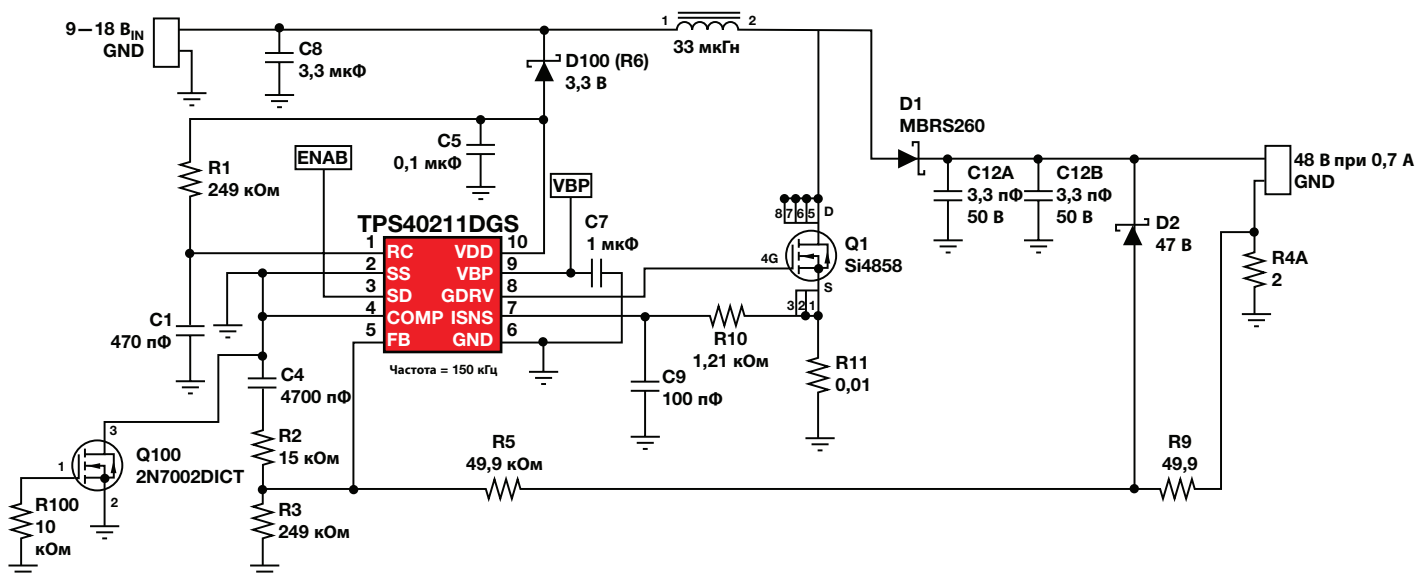 9–18 В_IN
GND
C8
3,3 мкФ
D100 (R6)
3,3 В
1
2
33 мкГн
D1
MBRS260
R1
249 кОм
ENAB
C5
0,1 мкФ
VBP
C7
1 мкФ
TPS40211DGS
1
RC
VDD
10
2
SS
VBP
9
3
SD
GDRV
8
4
COMP
ISNS
7
5
FB
GND
6
Частота = 150 кГц
8
7
6
5
D
4G
Q1
Si4858
S
3
2
1
C12A
3,3 пФ
50 В
C12B
3,3 пФ
50 В
48 В при 0,7 А
GND
D2
47 В
R4A
2
C1
470 пФ
R10
1,21 кОм
C9
100 пФ
R11
0,01
C4
4700 пФ
R2
15 кОм
R3
249 кОм
R5
49,9 кОм
R9
49,9
3
1
2
Q100
2N7002DICT
R100
10
кОм